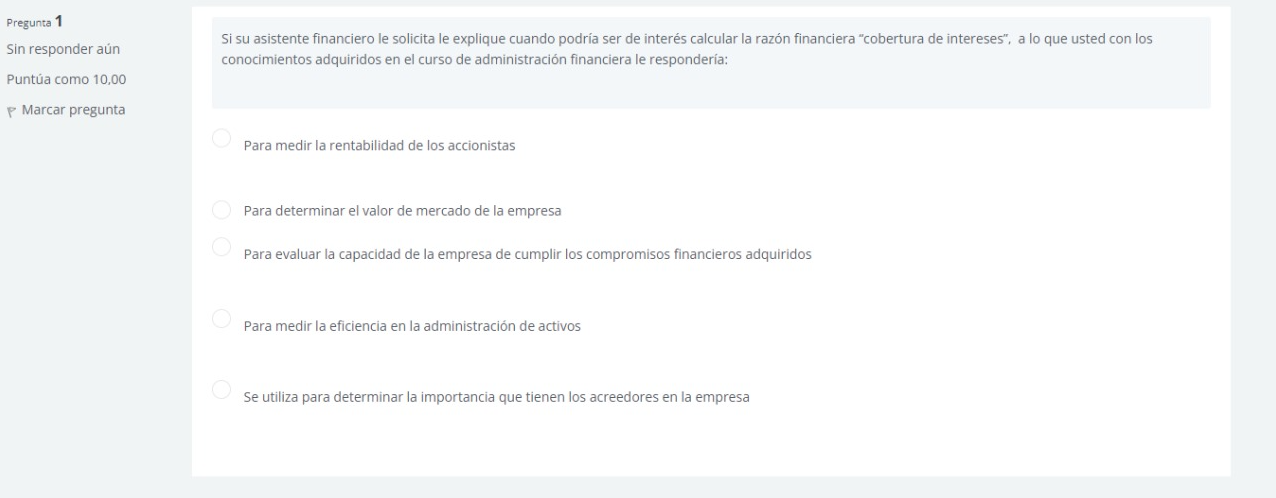 Pregunta 1
Sin responder aún
Puntúa como 10,00
Marcar pregunta
Si su asistente financiero le solicita le explique cuando podría ser de interés calcular la razón financiera “cobertura de intereses”, a lo que usted con los
conocimientos adquiridos en el curso de administración financiera le respondería:
Para medir la rentabilidad de los accionistas
Para determinar el valor de mercado de la empresa
Para evaluar la capacidad de la empresa de cumplir los compromisos financieros adquiridos
Para medir la eficiencia en la administración de activos
Se utiliza para determinar la importancia que tienen los acreedores en la empresa